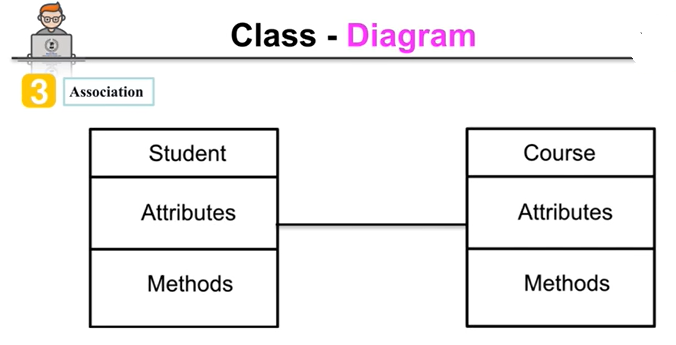 Class - Diagram
3 Association
Student
Attributes
Methods
Course
Attributes
Methods